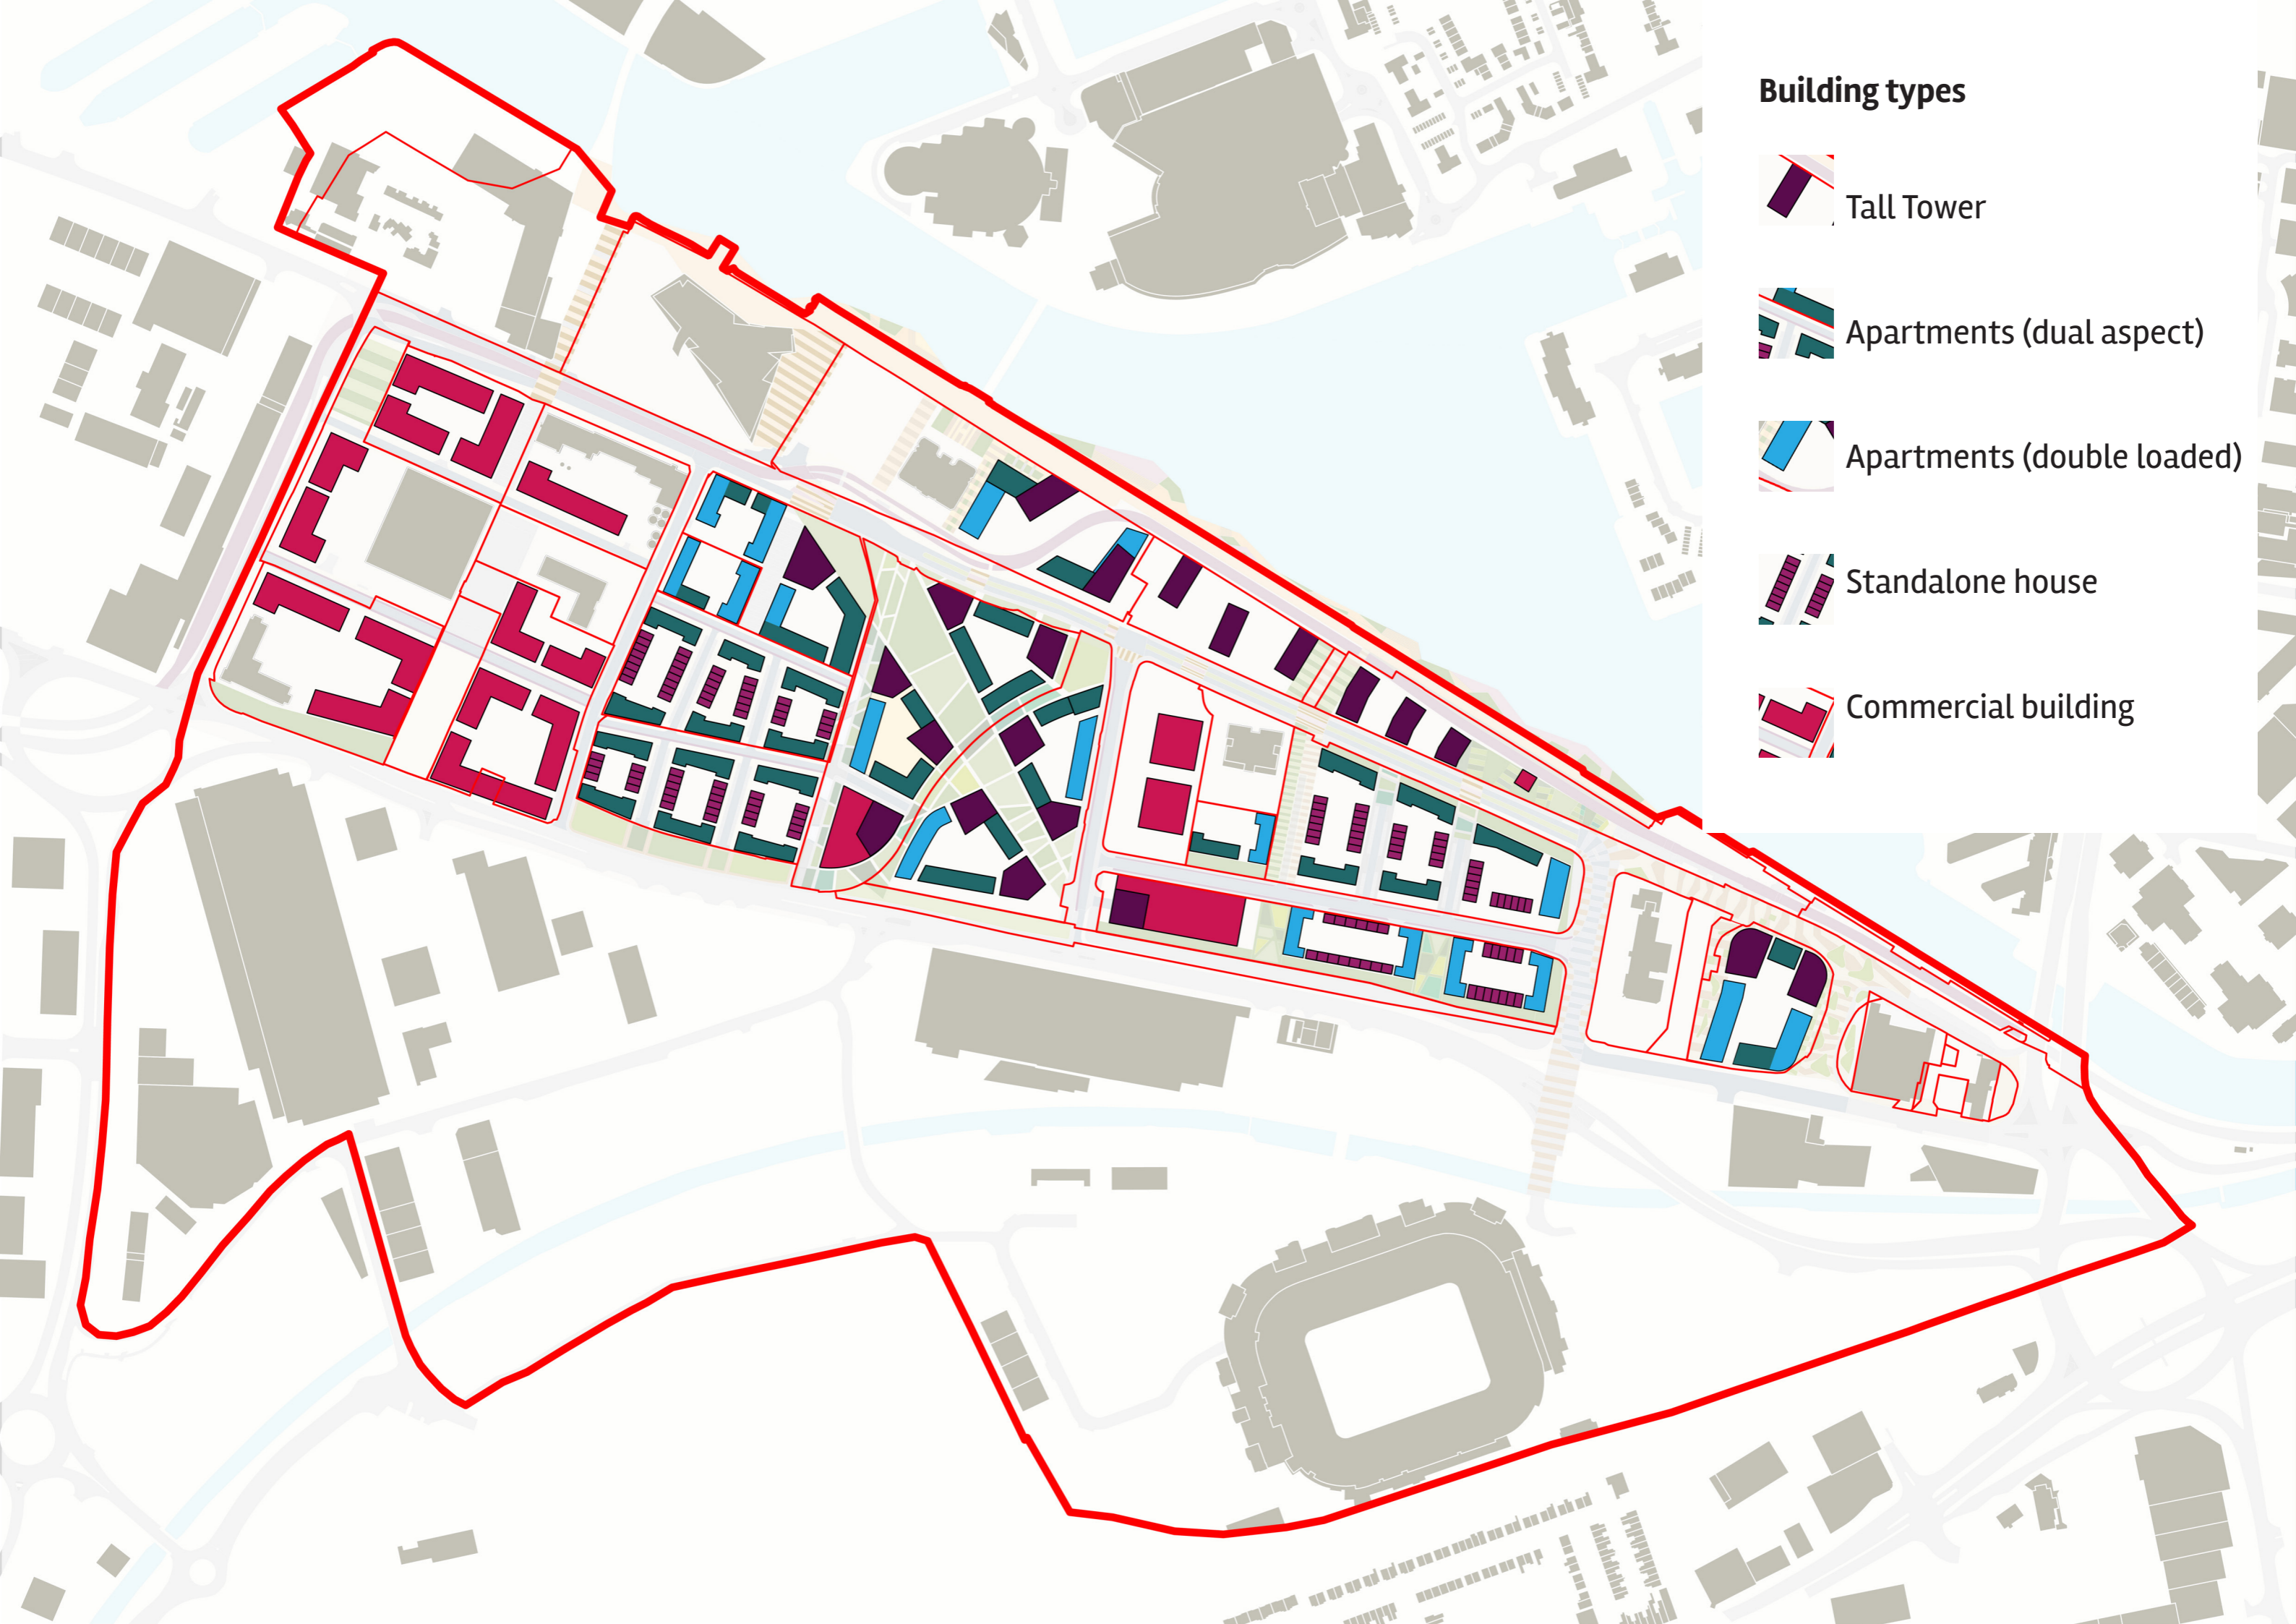 Building types
Tall Tower
Apartments (dual aspect)
Apartments (double loaded)
Standalone house
Commercial building